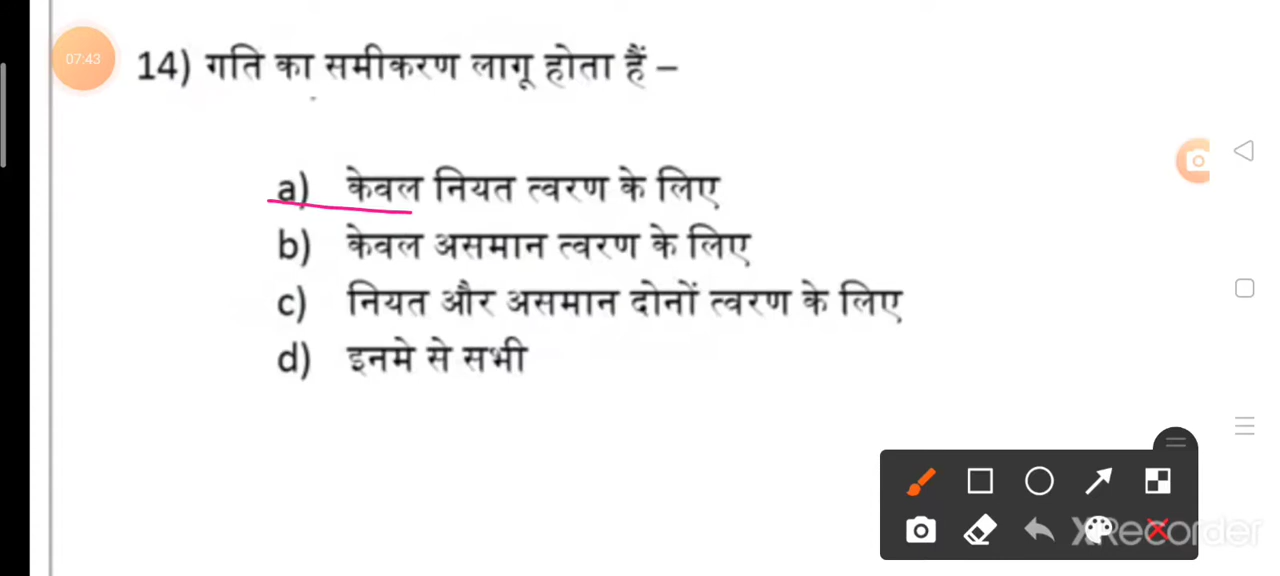 07:43
14) गति का समीकरण लागू होता हैं –
a) केवल नियत त्वरण के लिए
b) केवल असमान त्वरण के लिए
c) नियत और असमान दोनों त्वरण के लिए
d) इनमे से सभी
XRecorder